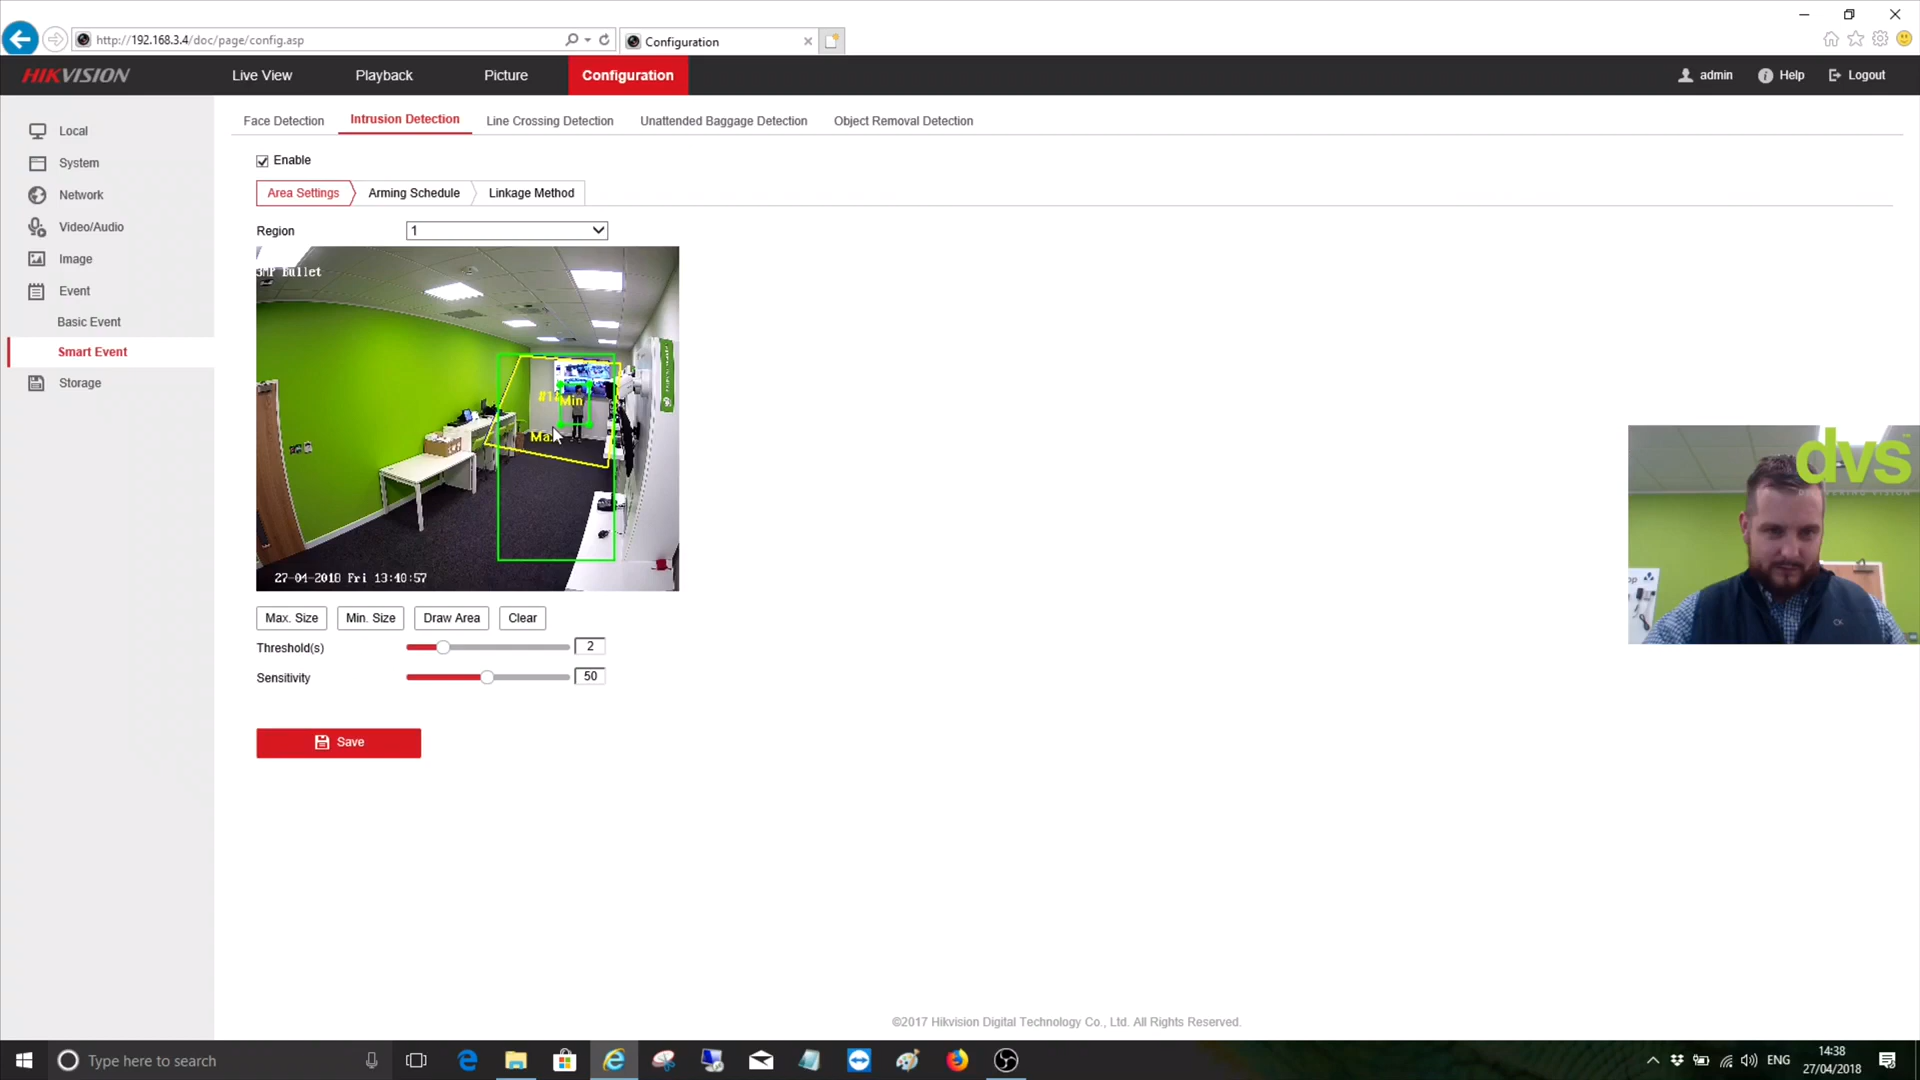 http://192.168.3.4/doc/page/config.asp
Configuration
HIKVISION
Live View
Playback
Picture
Configuration
admin
Help
Logout
Local
System
Network
Video/Audio
Image
Event
Basic Event
Smart Event
Storage
Face Detection
Intrusion Detection
Line Crossing Detection
Unattended Baggage Detection
Object Removal Detection
Enable
Area Settings
Arming Schedule
Linkage Method
Region
1
3MP Bullet
#1
Min
27-04-2018 Fri 13:40:57
Max. Size
Min. Size
Draw Area
Clear
Threshold(s)
2
Sensitivity
50
Save
dvs
©2017 Hikvision Digital Technology Co., Ltd. All Rights Reserved.
Type here to search
ENG
14:38
27/04/2018